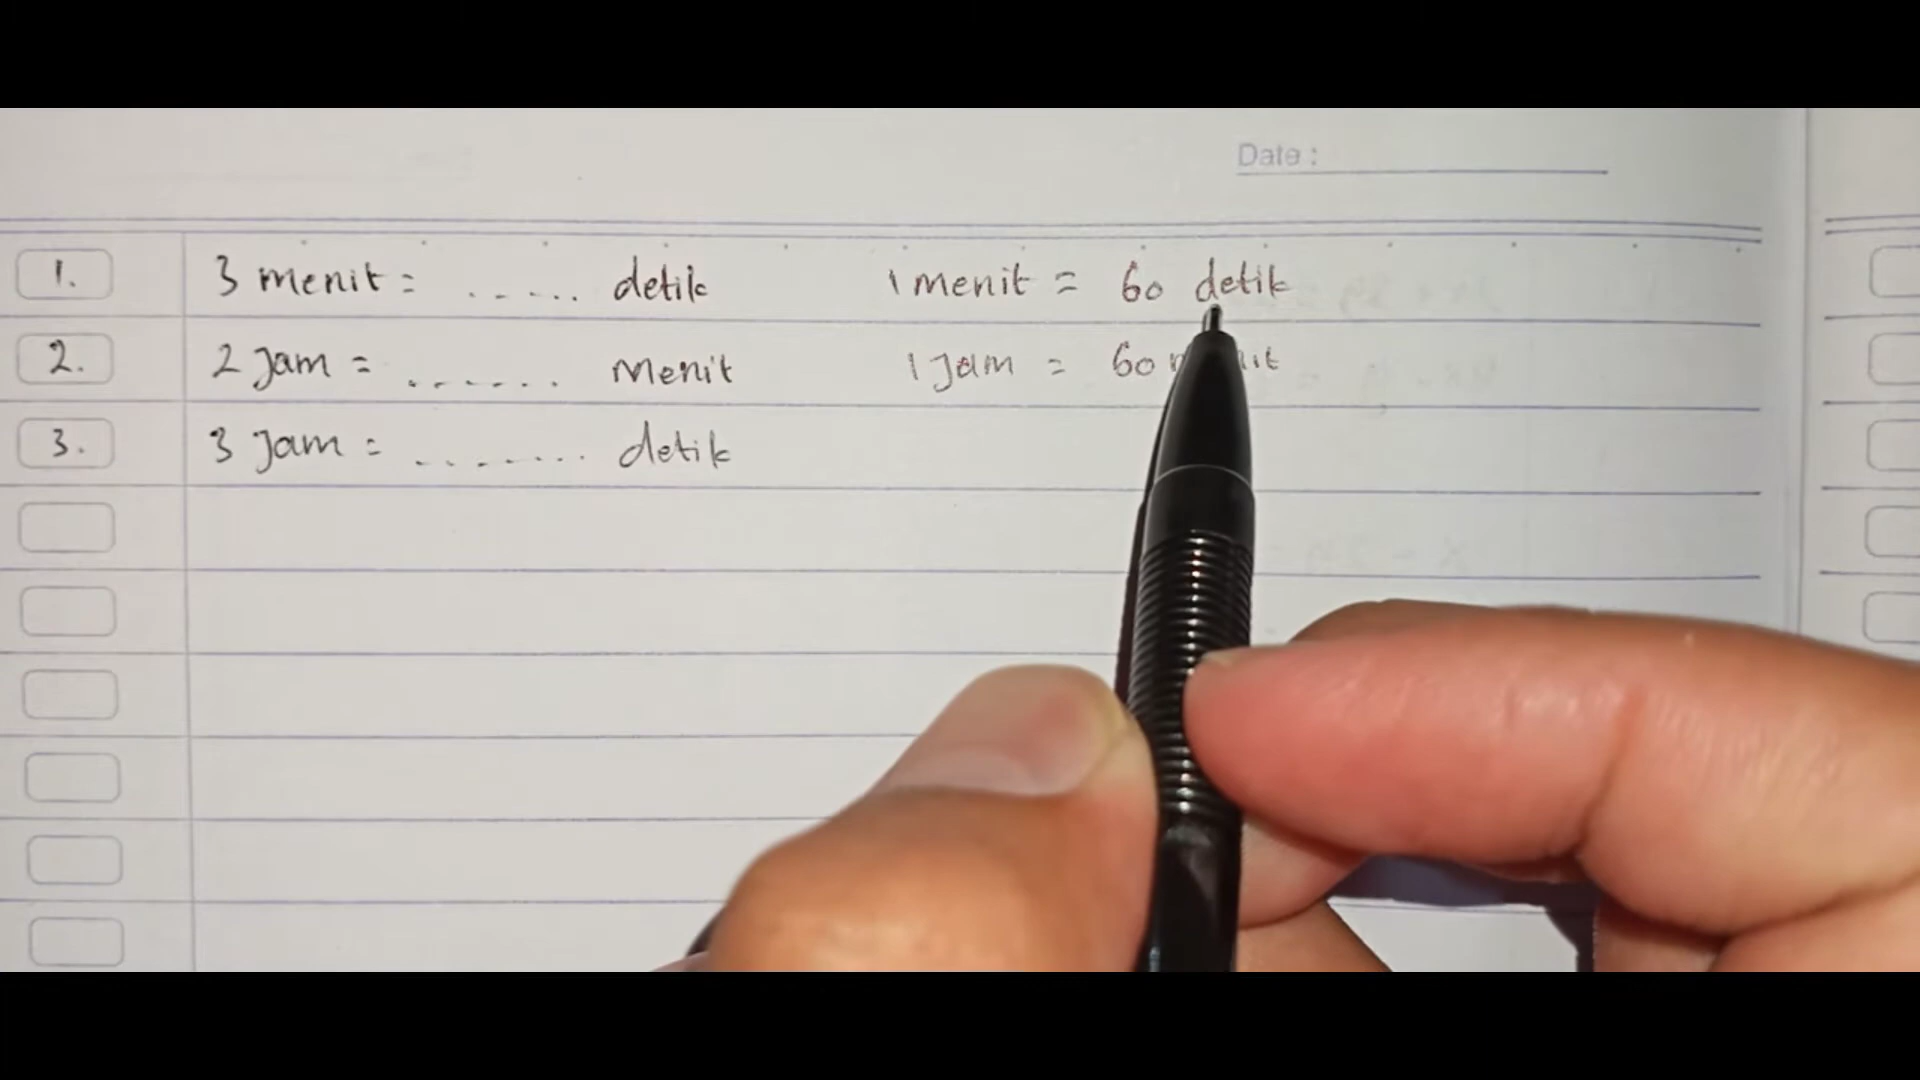 Date :
1. 3 menit = ...... detik 1 menit = 60 detik
2. 2 Jam = ....... menit 1 Jam = 60
3. 3 Jam = ........ detik